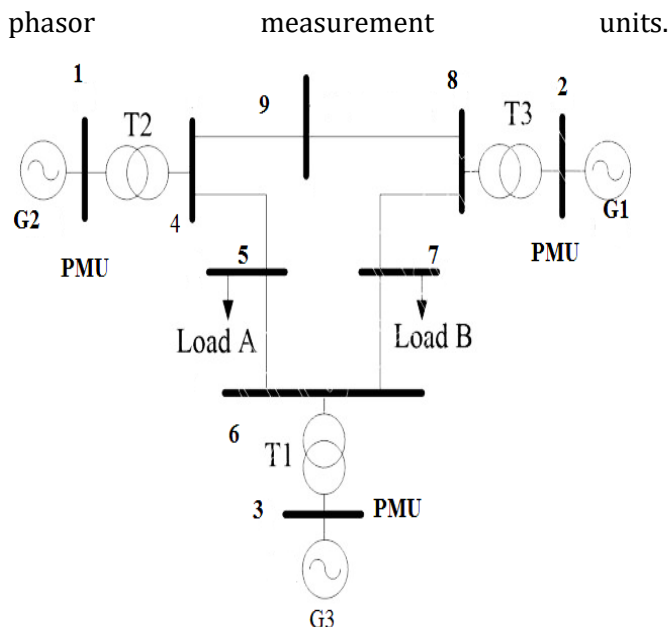 phasor measurement units.
1
9
8
2
T2
T3
G2
4
G1
PMU
5
7
PMU
Load A
Load B
6
T1
3
PMU
G3